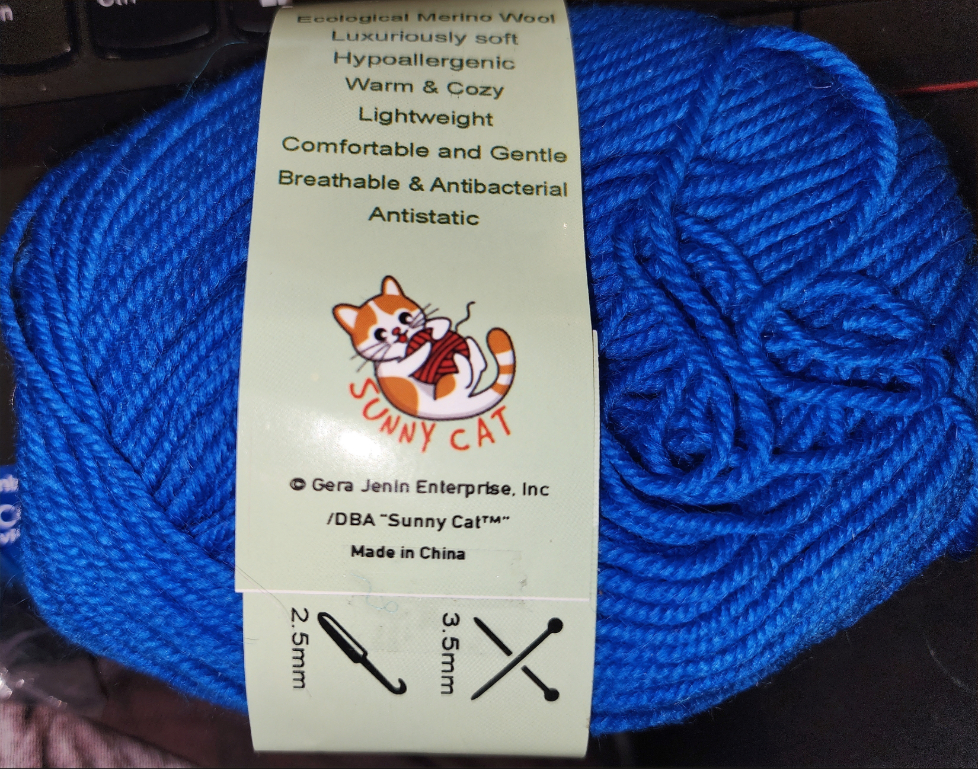 Ecological Merino Wool
Luxuriously soft
Hypoallergenic
Warm & Cozy
Lightweight
Comfortable and Gentle
Breathable & Antibacterial
Antistatic
SUNNY CAT
© Gera Jenin Enterprise, Inc
/DBA "Sunny Cat™"
Made in China
2.5mm
3.5mm